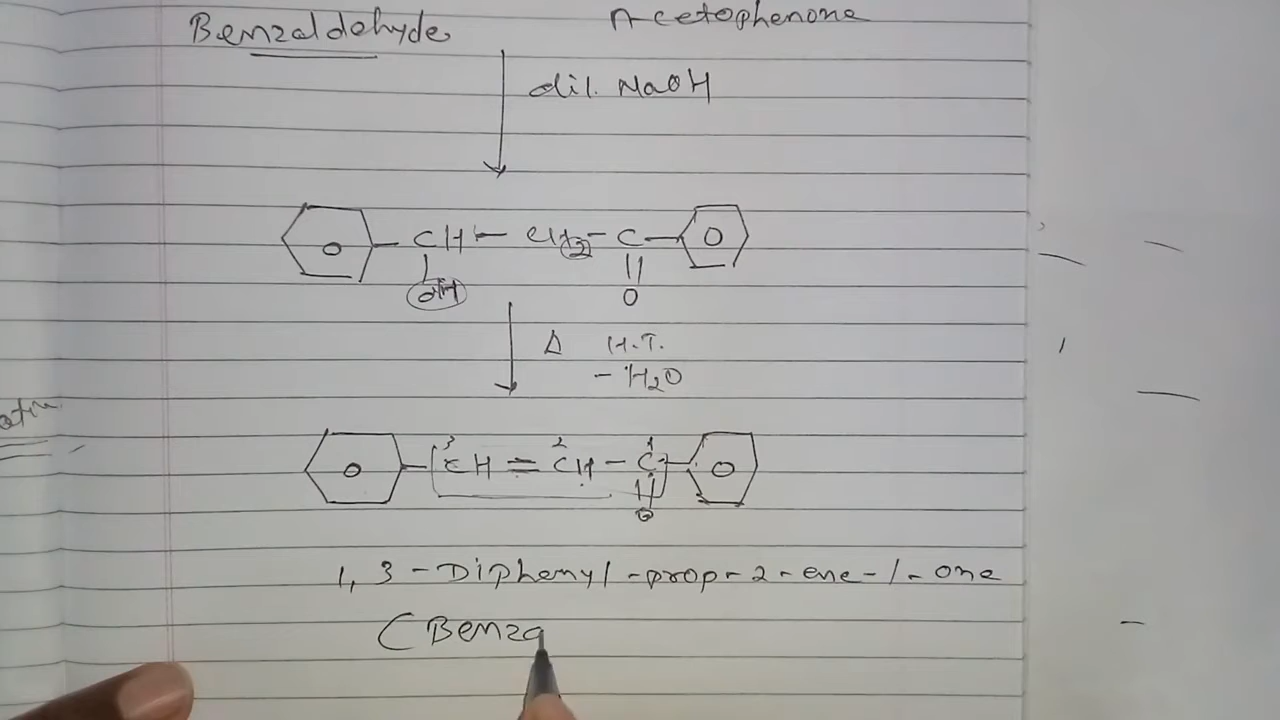 Benzaldehyde Acetophenone
dil. NaOH
CH - CH2 - C
OH O
Δ H.T.
- H2O
3 2 1
CH = CH - C
O
1, 3 - Diphenyl - prop - 2 - ene - 1 - one
(Benza